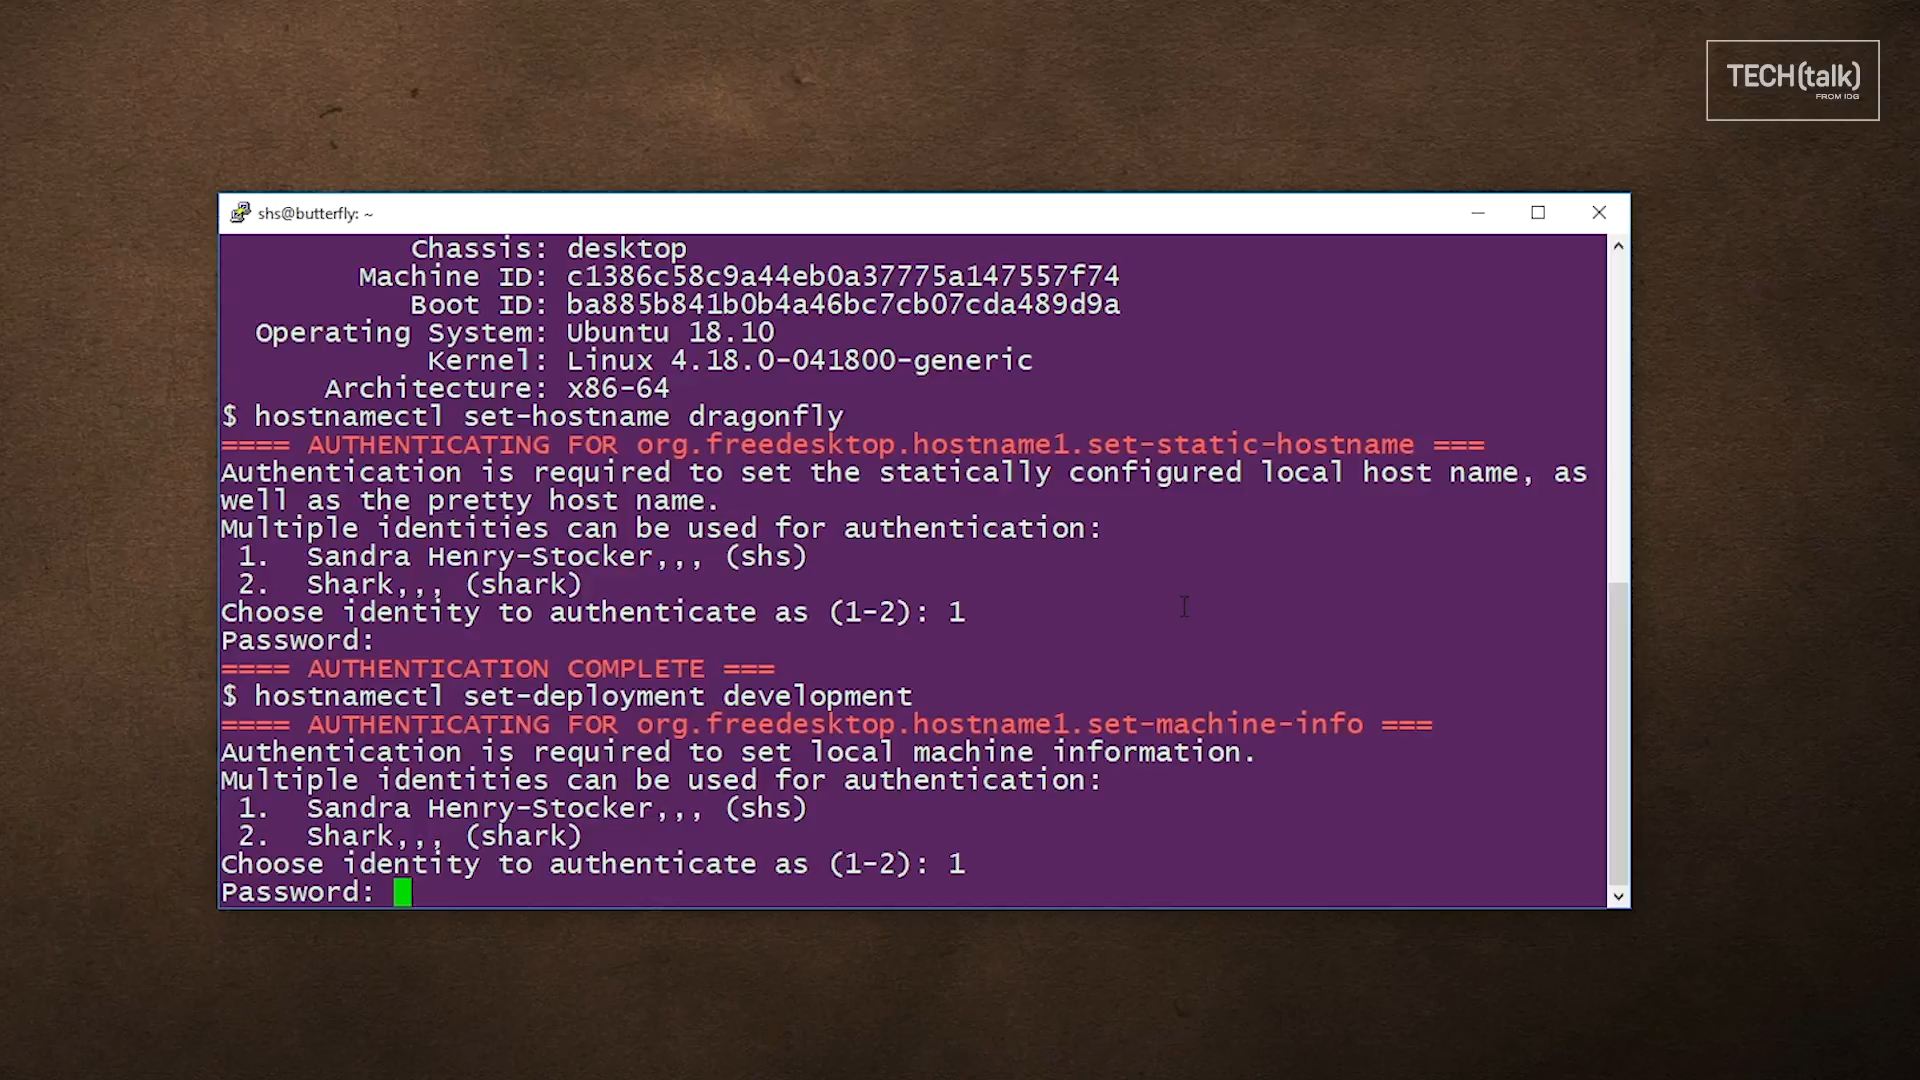 TECH(talk)
FROM IDG
shs@butterfly: ~
Chassis: desktop
Machine ID: c1386c58c9a44eb0a37775a147557f74
Boot ID: ba885b841b0b4a46bc7cb07cda489d9a
Operating System: Ubuntu 18.10
Kernel: Linux 4.18.0-041800-generic
Architecture: x86-64
$ hostnamectl set-hostname dragonfly
==== AUTHENTICATING FOR org.freedesktop.hostname1.set-static-hostname ===
Authentication is required to set the statically configured local host name, as
well as the pretty host name.
Multiple identities can be used for authentication:
1.  Sandra Henry-Stocker,,, (shs)
2.  Shark,,, (shark)
Choose identity to authenticate as (1-2): 1
Password:
==== AUTHENTICATION COMPLETE ===
$ hostnamectl set-deployment development
==== AUTHENTICATING FOR org.freedesktop.hostname1.set-machine-info ===
Authentication is required to set local machine information.
Multiple identities can be used for authentication:
1.  Sandra Henry-Stocker,,, (shs)
2.  Shark,,, (shark)
Choose identity to authenticate as (1-2): 1
Password: